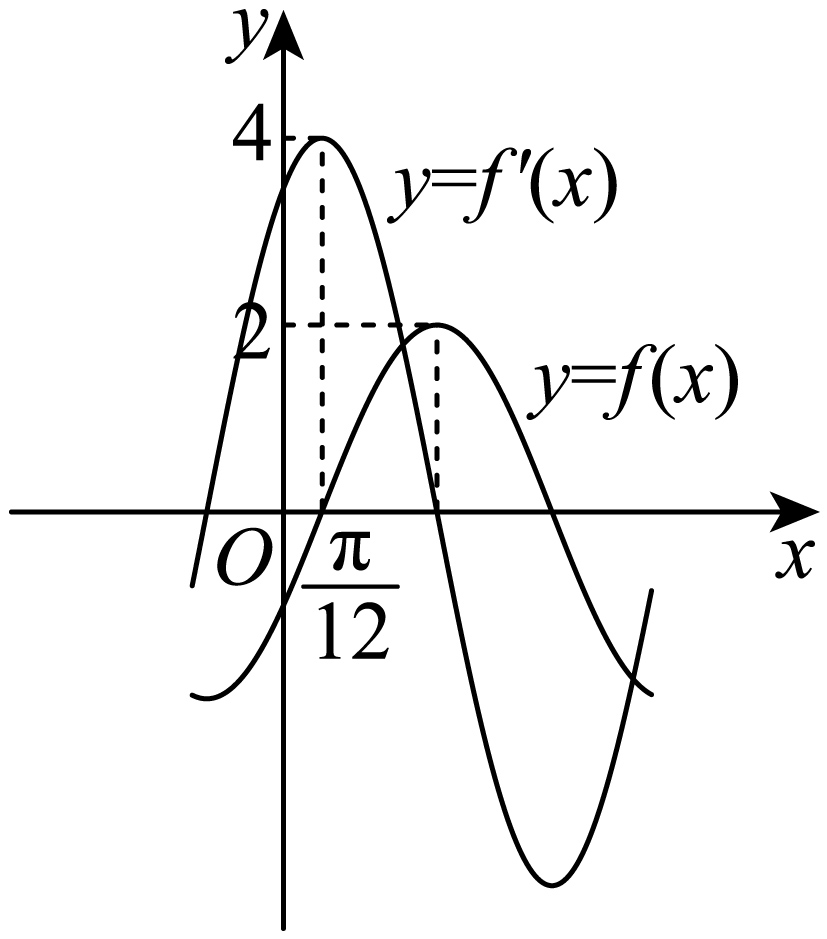 y
4
y=f′(x)
2
y=f(x)
O
π/12
x